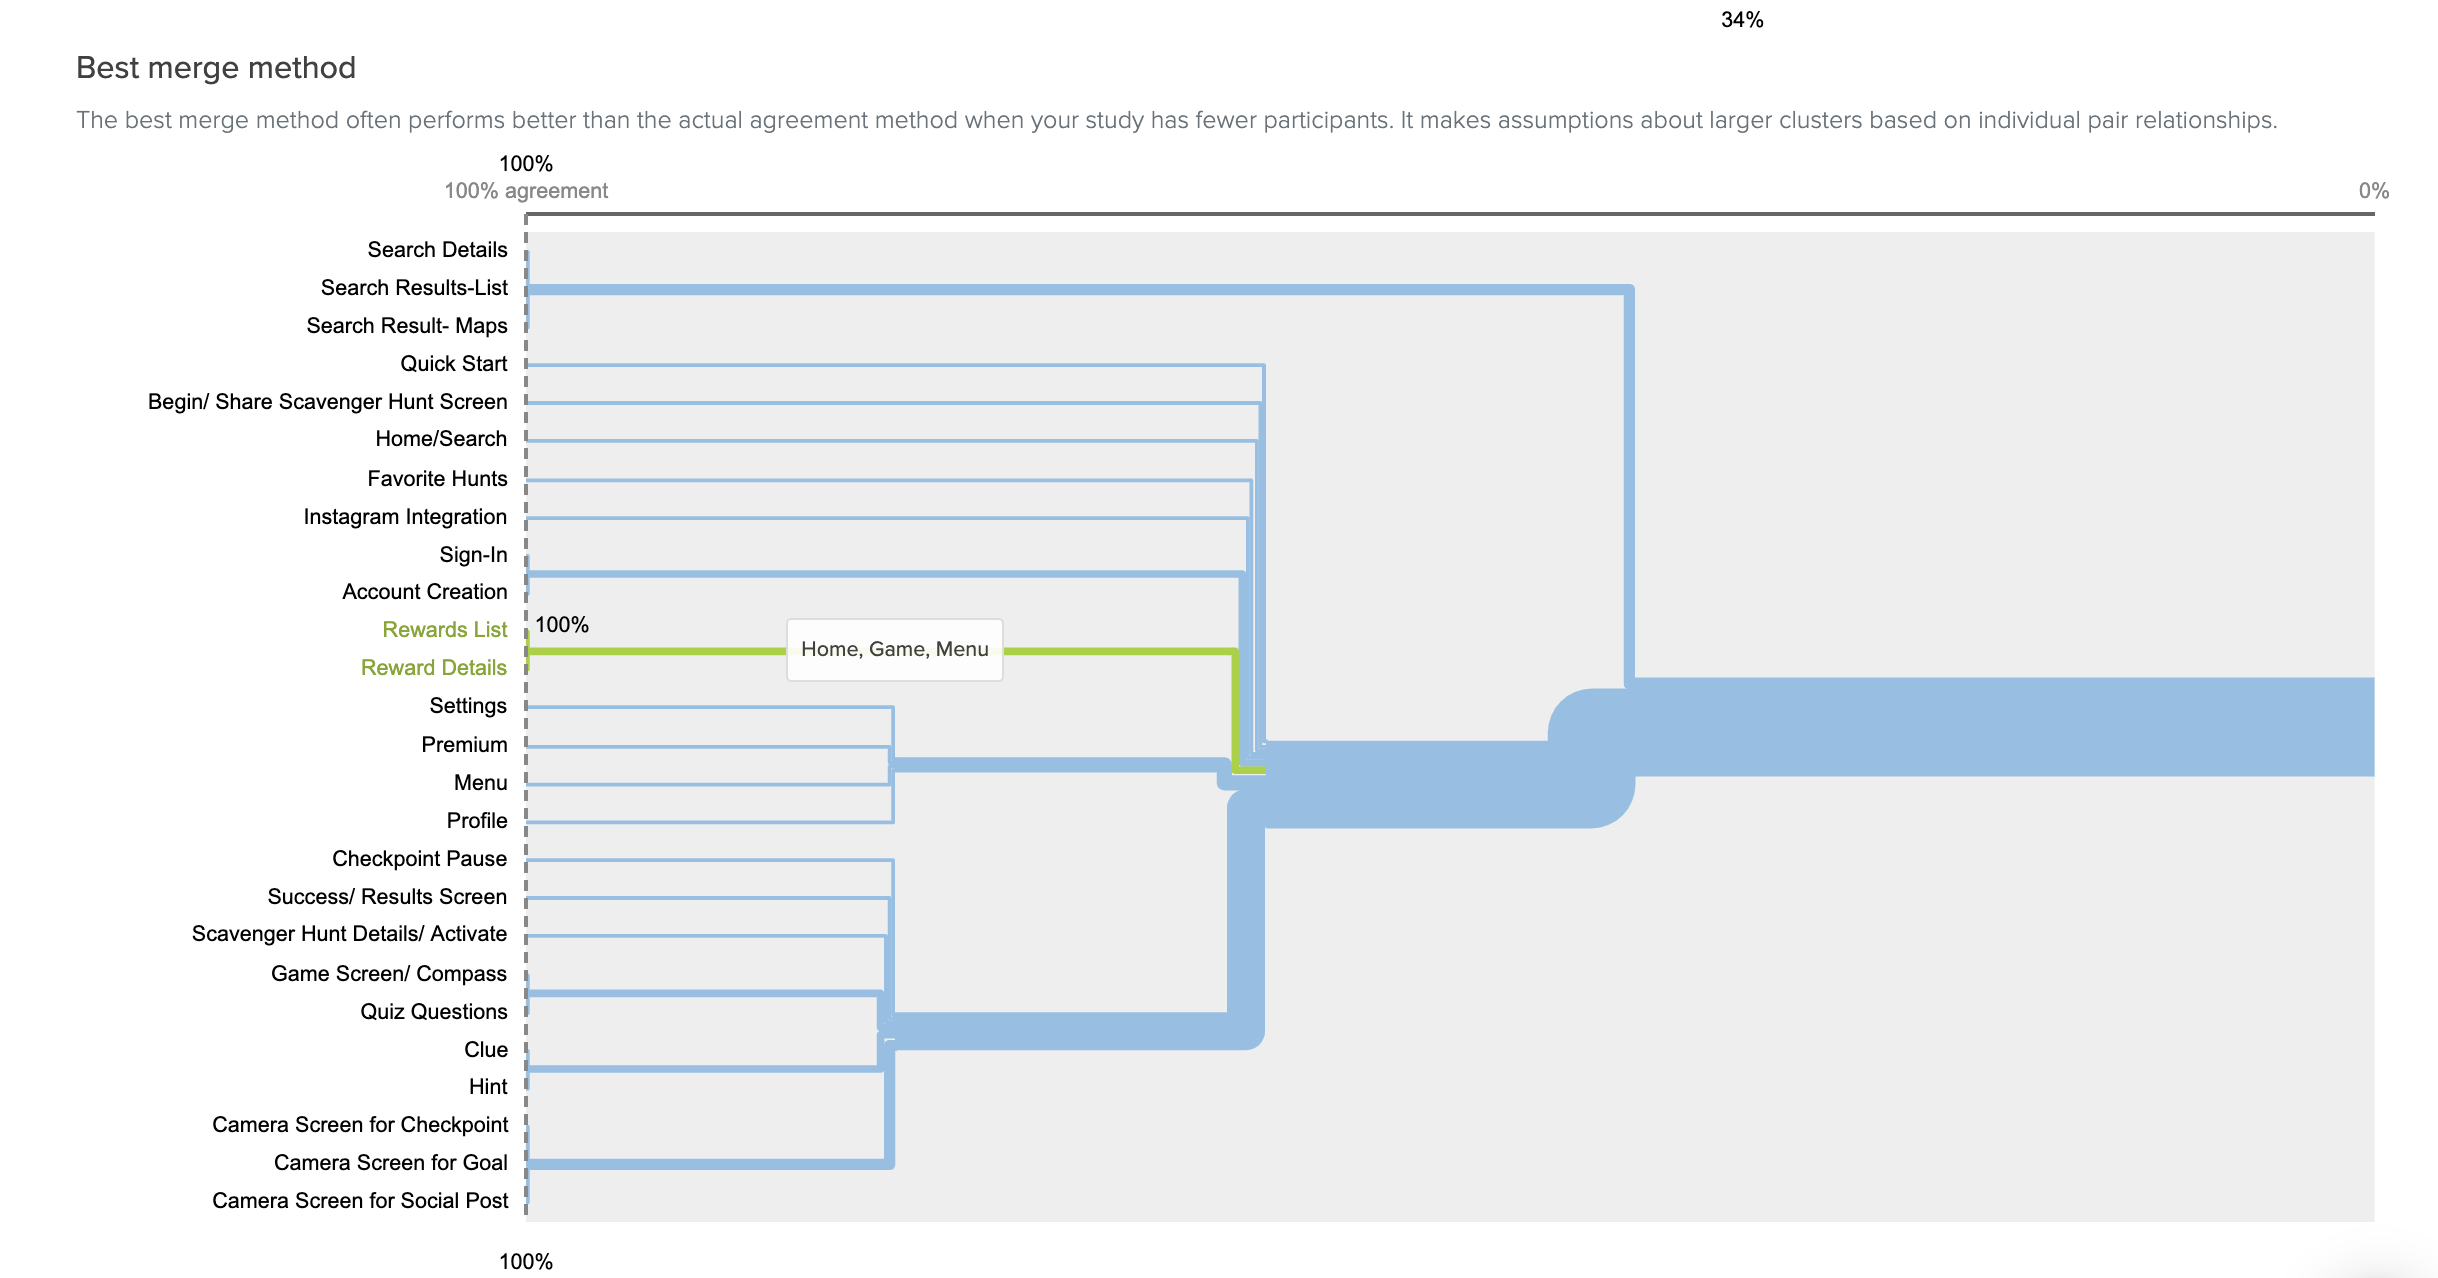 34%
Best merge method
The best merge method often performs better than the actual agreement method when your study has fewer participants. It makes assumptions about larger clusters based on individual pair relationships.
100%
100% agreement
0%
Search Details
Search Results-List
Search Result- Maps
Quick Start
Begin/ Share Scavenger Hunt Screen
Home/Search
Favorite Hunts
Instagram Integration
Sign-In
Account Creation
Rewards List
100%
Home, Game, Menu
Reward Details
Settings
Premium
Menu
Profile
Checkpoint Pause
Success/ Results Screen
Scavenger Hunt Details/ Activate
Game Screen/ Compass
Quiz Questions
Clue
Hint
Camera Screen for Checkpoint
Camera Screen for Goal
Camera Screen for Social Post
100%